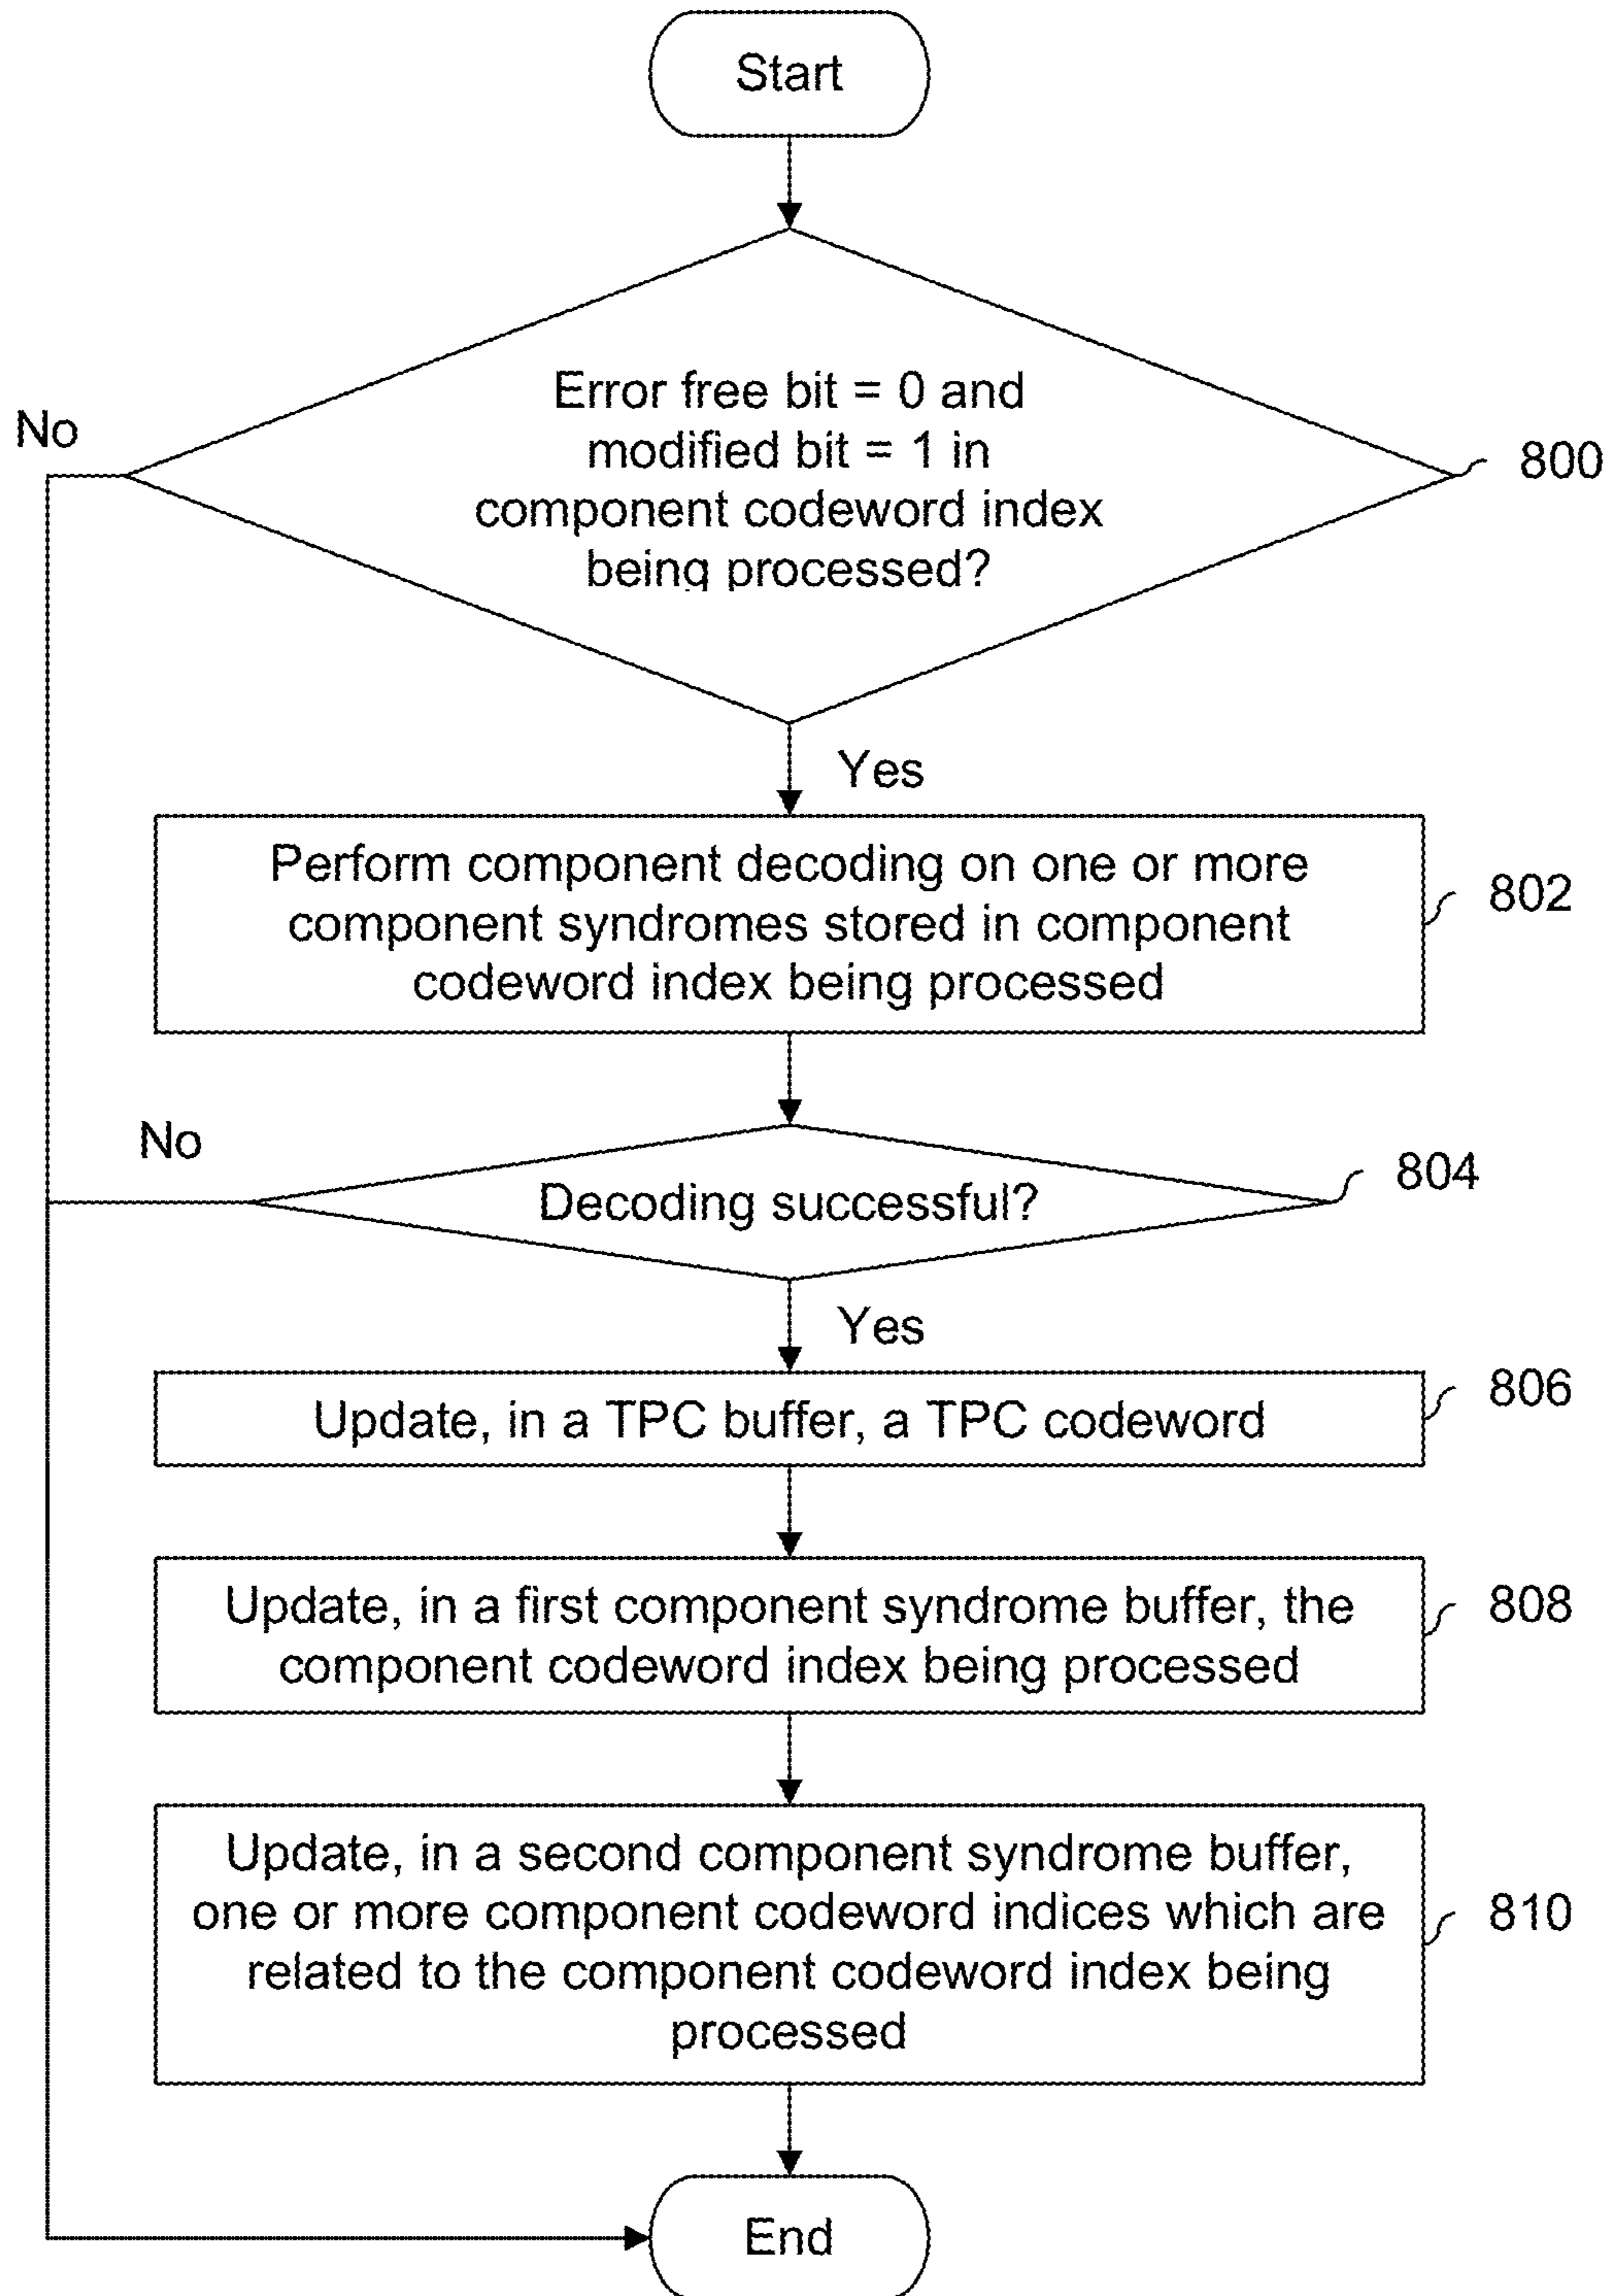 Start
No
Error free bit = 0 and
modified bit = 1 in
component codeword index
being processed?
800
Yes
Perform component decoding on one or more
component syndromes stored in component
codeword index being processed
802
No
Decoding successful?
804
Yes
Update, in a TPC buffer, a TPC codeword
806
Update, in a first component syndrome buffer, the
component codeword index being processed
808
Update, in a second component syndrome buffer,
one or more component codeword indices which are
related to the component codeword index being
processed
810
End